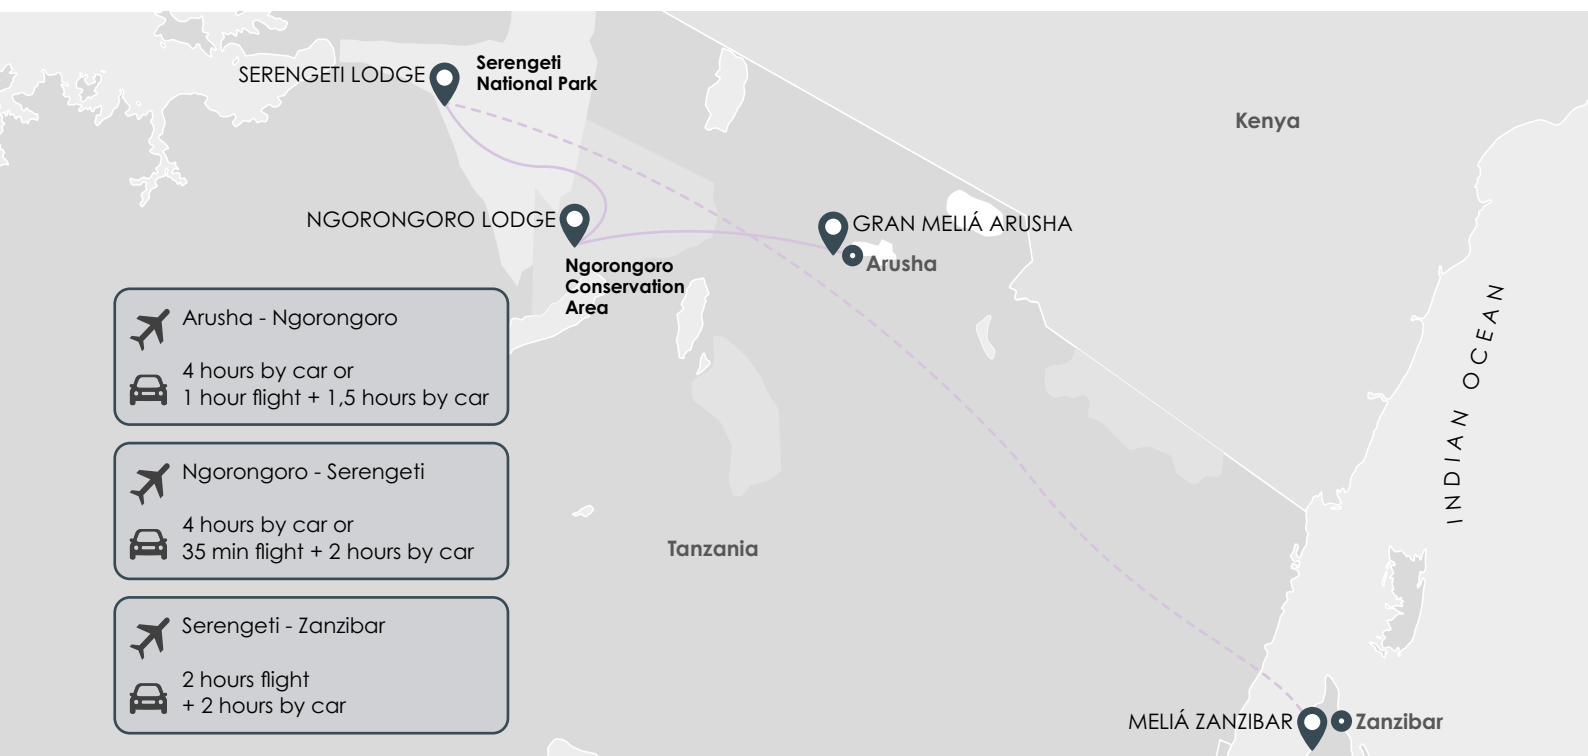 SERENGETI LODGE
Serengeti
National Park
Kenya
NGORONGORO LODGE
GRAN MELIÁ ARUSHA
Arusha
Ngorongoro
Conservation
Area
INDIAN OCEAN
Arusha - Ngorongoro
4 hours by car or
1 hour flight + 1,5 hours by car
Ngorongoro - Serengeti
4 hours by car or
35 min flight + 2 hours by car
Tanzania
Serengeti - Zanzibar
2 hours flight
+ 2 hours by car
MELIÁ ZANZIBAR
Zanzibar